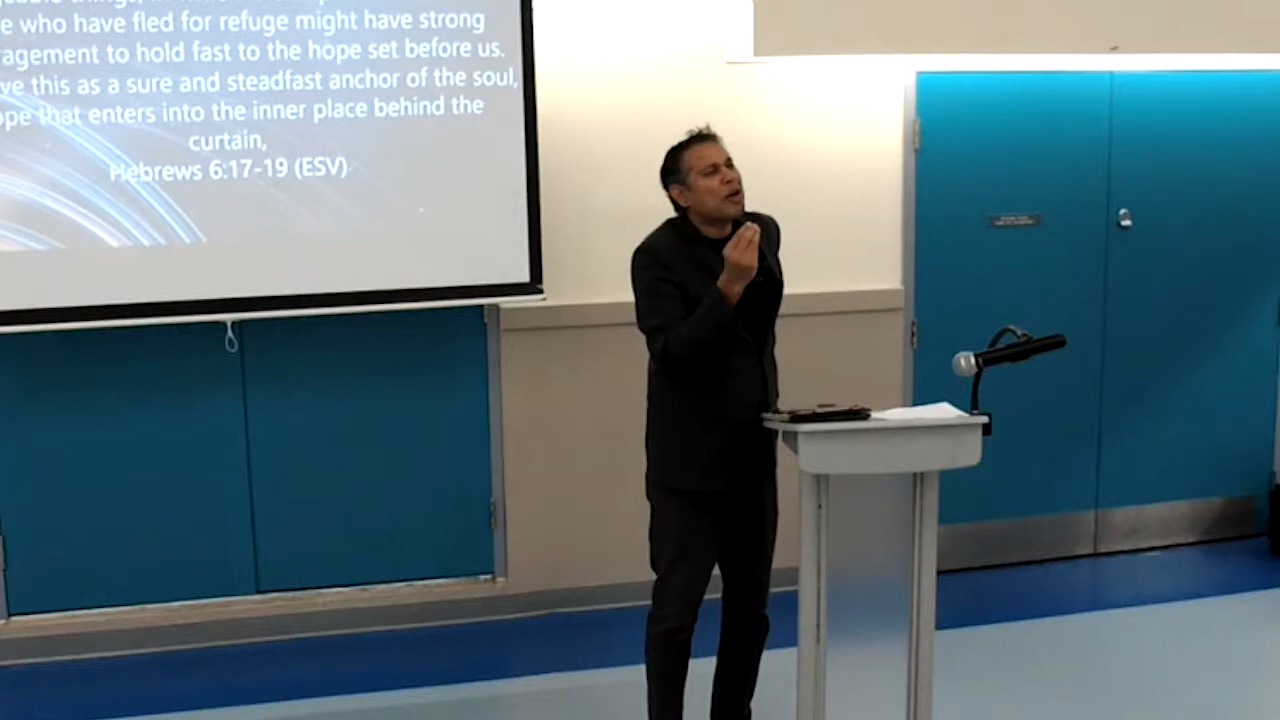 e who have fled for refuge might have strong
agement to hold fast to the hope set before us.
ve this as a sure and steadfast anchor of the soul,
ope that enters into the inner place behind the
curtain,
Hebrews 6:17-19 (ESV)